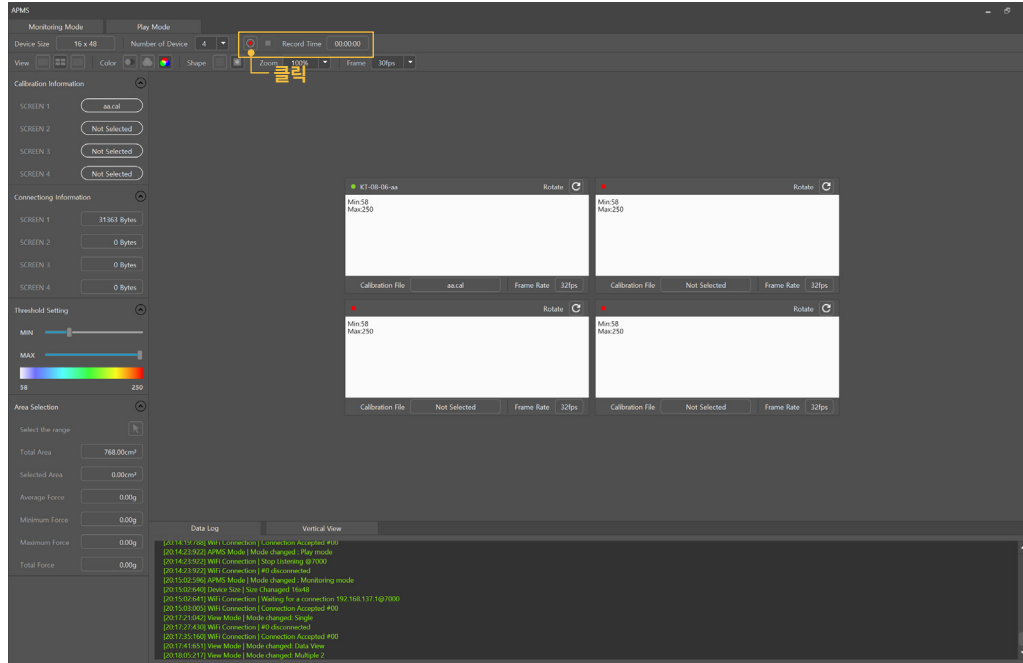 APMS
Monitoring Mode Play Mode
Device Size 16 x 48 Number of Device 4 Record Time 00:00:00
View Color Shape Zoom 100% Frame 30fps
클릭
Calibration Information
SCREEN 1 aa.cal
SCREEN 2 Not Selected
SCREEN 3 Not Selected
SCREEN 4 Not Selected
Connectiong Information
SCREEN 1 31363 Bytes
SCREEN 2 0 Bytes
SCREEN 3 0 Bytes
SCREEN 4 0 Bytes
Threshold Setting
MIN
MAX
58 250
Area Selection
Select the range
Total Area 768.00cm²
Selected Area 0.00cm²
Average Force 0.00g
Minimum Force 0.00g
Maximum Force 0.00g
Total Force 0.00g
KT-08-06-aa Rotate
Min:58
Max:250
Calibration File aa.cal Frame Rate 32fps
Rotate
Min:58
Max:250
Calibration File Not Selected Frame Rate 32fps
Rotate
Min:58
Max:250
Calibration File Not Selected Frame Rate 32fps
Rotate
Min:58
Max:250
Calibration File Not Selected Frame Rate 32fps
Data Log Vertical View
[20:14:19:788] WiFi Connection | Connection Accepted #00
[20:14:23:922] APMS Mode | Mode changed : Play mode
[20:14:23:922] WiFi Connection | Stop Listening @7000
[20:14:23:922] WiFi Connection | #0 disconnected
[20:15:02:596] APMS Mode | Mode changed : Monitoring mode
[20:15:02:640] Device Size | Size Chanaged 16x48
[20:15:02:641] WiFi Connection | Waiting for a connection 192.168.137.1@7000
[20:15:03:005] WiFi Connection | Connection Accepted #00
[20:17:21:042] View Mode | Mode changed: Single
[20:17:27:430] WiFi Connection | #0 disconnected
[20:17:35:160] WiFi Connection | Connection Accepted #00
[20:17:41:651] View Mode | Mode changed: Data View
[20:18:05:217] View Mode | Mode changed: Multiple 2